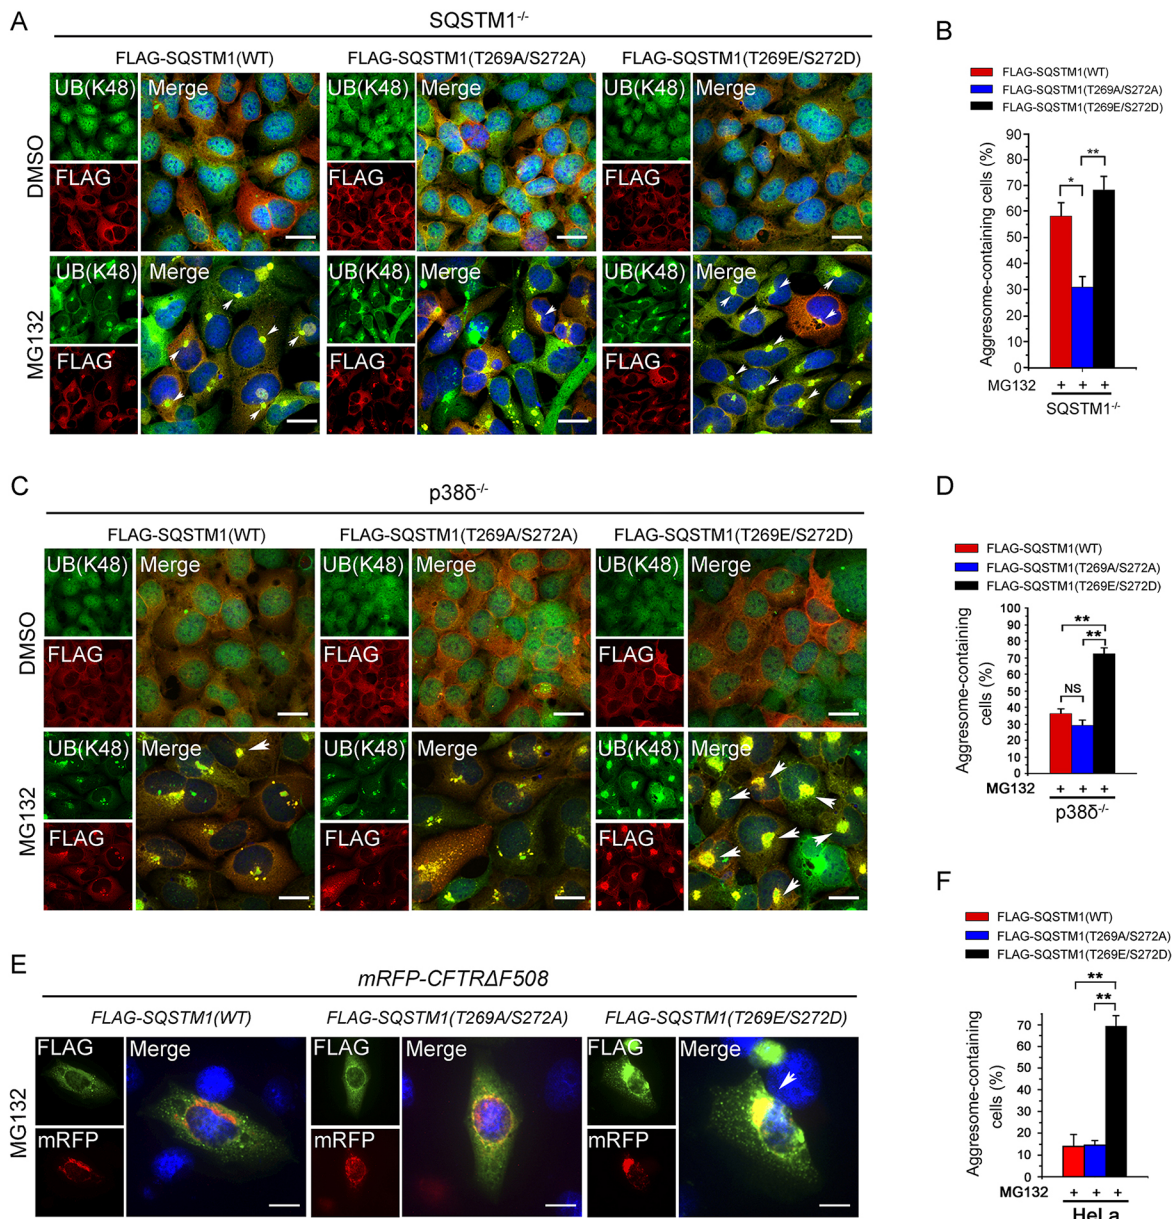 A
SQSTM1-/-
FLAG-SQSTM1(WT) FLAG-SQSTM1(T269A/S272A) FLAG-SQSTM1(T269E/S272D)
DMSO
UB(K48) Merge UB(K48) Merge UB(K48) Merge
FLAG FLAG FLAG
MG132
UB(K48) Merge UB(K48) Merge UB(K48) Merge
FLAG FLAG FLAG
B
FLAG-SQSTM1(WT)
FLAG-SQSTM1(T269A/S272A)
FLAG-SQSTM1(T269E/S272D)
Aggresome-containing cells (%)
90
80
70
60
50
40
30
20
10
0
* **
MG132 + + +
SQSTM1-/-
C
p38δ-/-
FLAG-SQSTM1(WT) FLAG-SQSTM1(T269A/S272A) FLAG-SQSTM1(T269E/S272D)
DMSO
UB(K48) Merge UB(K48) Merge UB(K48) Merge
FLAG FLAG FLAG
MG132
UB(K48) Merge UB(K48) Merge UB(K48) Merge
FLAG FLAG FLAG
D
FLAG-SQSTM1(WT)
FLAG-SQSTM1(T269A/S272A)
FLAG-SQSTM1(T269E/S272D)
Aggresome-containing
cells (%)
100
90
80
70
60
50
40
30
20
10
0
**
**
NS
MG132 + + +
p38δ-/-
E
mRFP-CFTRΔF508
FLAG-SQSTM1(WT) FLAG-SQSTM1(T269A/S272A) FLAG-SQSTM1(T269E/S272D)
MG132
FLAG Merge FLAG Merge FLAG Merge
mRFP mRFP mRFP
F
FLAG-SQSTM1(WT)
FLAG-SQSTM1(T269A/S272A)
FLAG-SQSTM1(T269E/S272D)
Aggresome-containing
cells (%)
70
60
50
40
30
20
10
0
**
**
MG132 + + +
HeLa